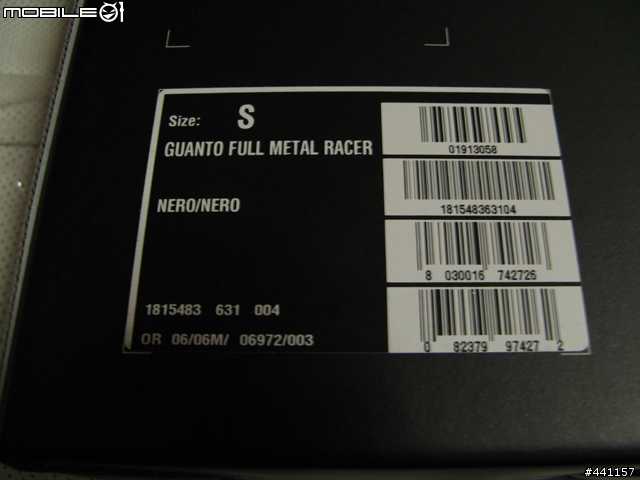 MOBILE01
Size: S
GUANTO FULL METAL RACER
NERO/NERO
1815483 631 004
OR 06/06M/ 06972/003
01913058
181548363104
8 030016 742726
0 82379 97427 2
#441157